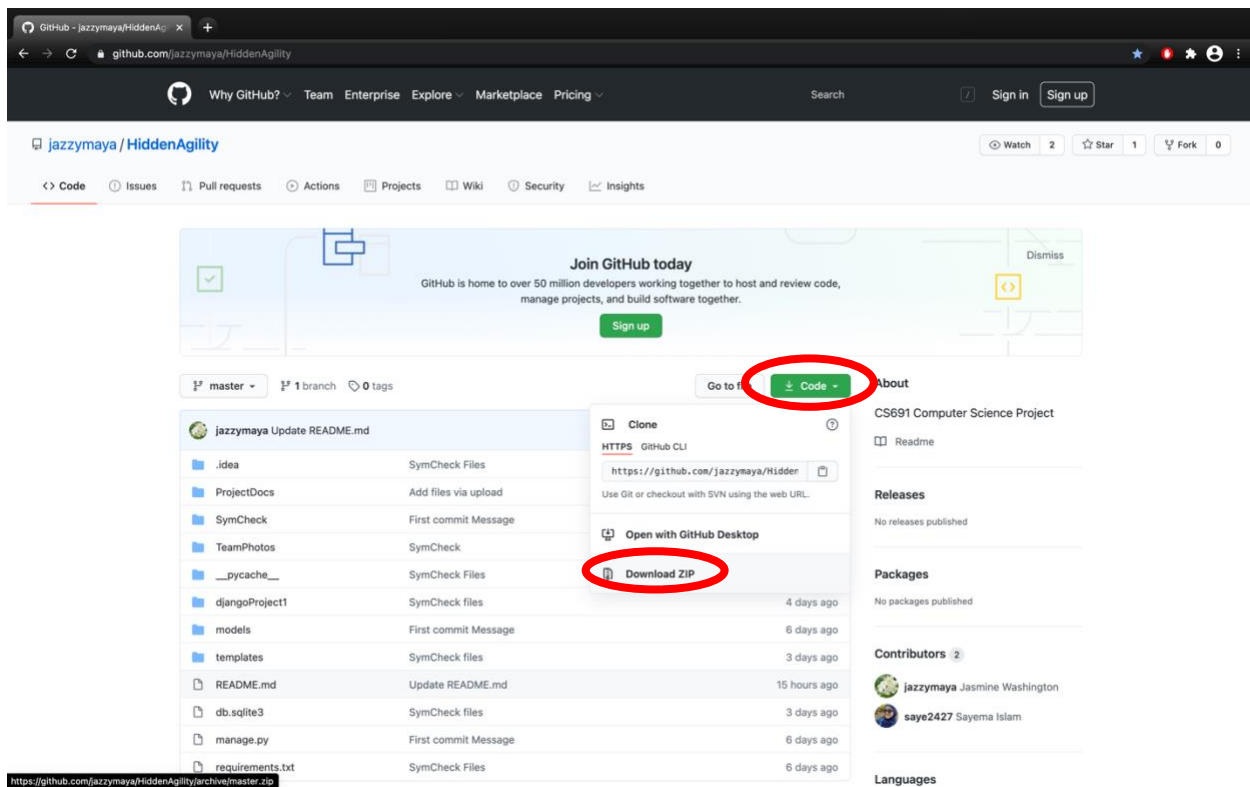 GitHub - jazzymaya/HiddenAg
github.com/jazzymaya/HiddenAgility
Why GitHub? Team Enterprise Explore Marketplace Pricing Search / Sign in Sign up
jazzymaya / HiddenAgility Watch 2 Star 1 Fork 0
<> Code Issues Pull requests Actions Projects Wiki Security Insights
Join GitHub today Dismiss
GitHub is home to over 50 million developers working together to host and review code,
manage projects, and build software together.
Sign up
master 1 branch 0 tags Go to fi Code About
CS691 Computer Science Project
Readme
jazzymaya Update README.md
Clone
HTTPS GitHub CLI
https://github.com/jazzymaya/Hidden
Use Git or checkout with SVN using the web URL.
Open with GitHub Desktop
Download ZIP
.idea SymCheck Files
ProjectDocs Add files via upload
SymCheck First commit Message
TeamPhotos SymCheck
__pycache__ SymCheck Files
djangoProject1 SymCheck files 4 days ago
models First commit Message 6 days ago
templates SymCheck files 3 days ago
README.md Update README.md 15 hours ago
db.sqlite3 SymCheck files 3 days ago
manage.py First commit Message 6 days ago
requirements.txt SymCheck Files 6 days ago
Releases
No releases published
Packages
No packages published
Contributors 2
jazzymaya Jasmine Washington
saye2427 Sayema Islam
Languages
https://github.com/jazzymaya/HiddenAgility/archive/master.zip